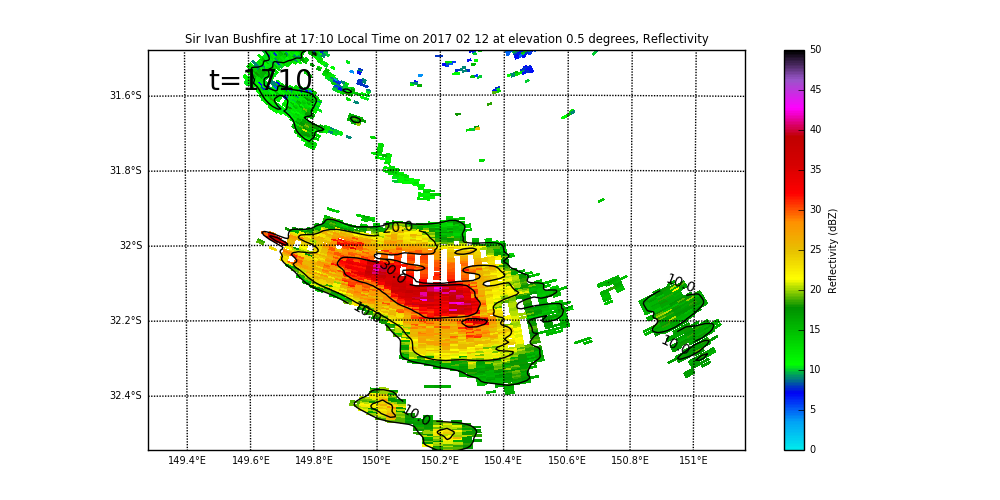 Sir Ivan Bushfire at 17:10 Local Time on 2017 02 12 at elevation 0.5 degrees, Reflectivity
t=1710
31.6°S
31.8°S
32°S
32.2°S
32.4°S
149.4°E 149.6°E 149.8°E 150°E 150.2°E 150.4°E 150.6°E 150.8°E 151°E
20.0
30.0
10.0
10.0
10.0
10.0
50
45
40
35
30
25
20
15
10
5
0
Reflectivity (dBZ)